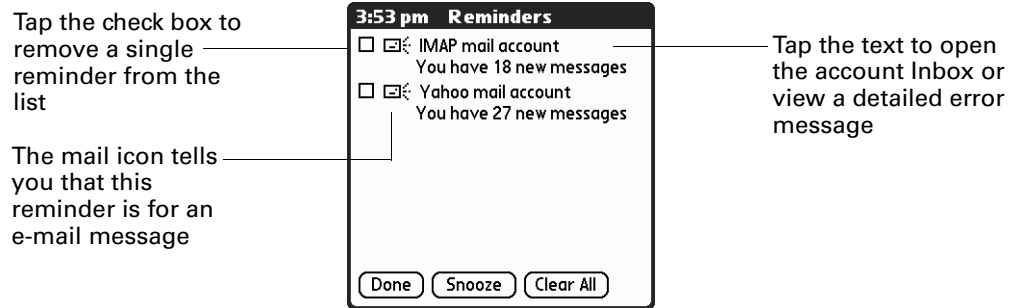 Tap the check box to
remove a single
reminder from the
list
The mail icon tells
you that this
reminder is for an
e-mail message
3:53 pm Reminders
IMAP mail account
You have 18 new messages
Yahoo mail account
You have 27 new messages
Done Snooze Clear All
Tap the text to open
the account Inbox or
view a detailed error
message